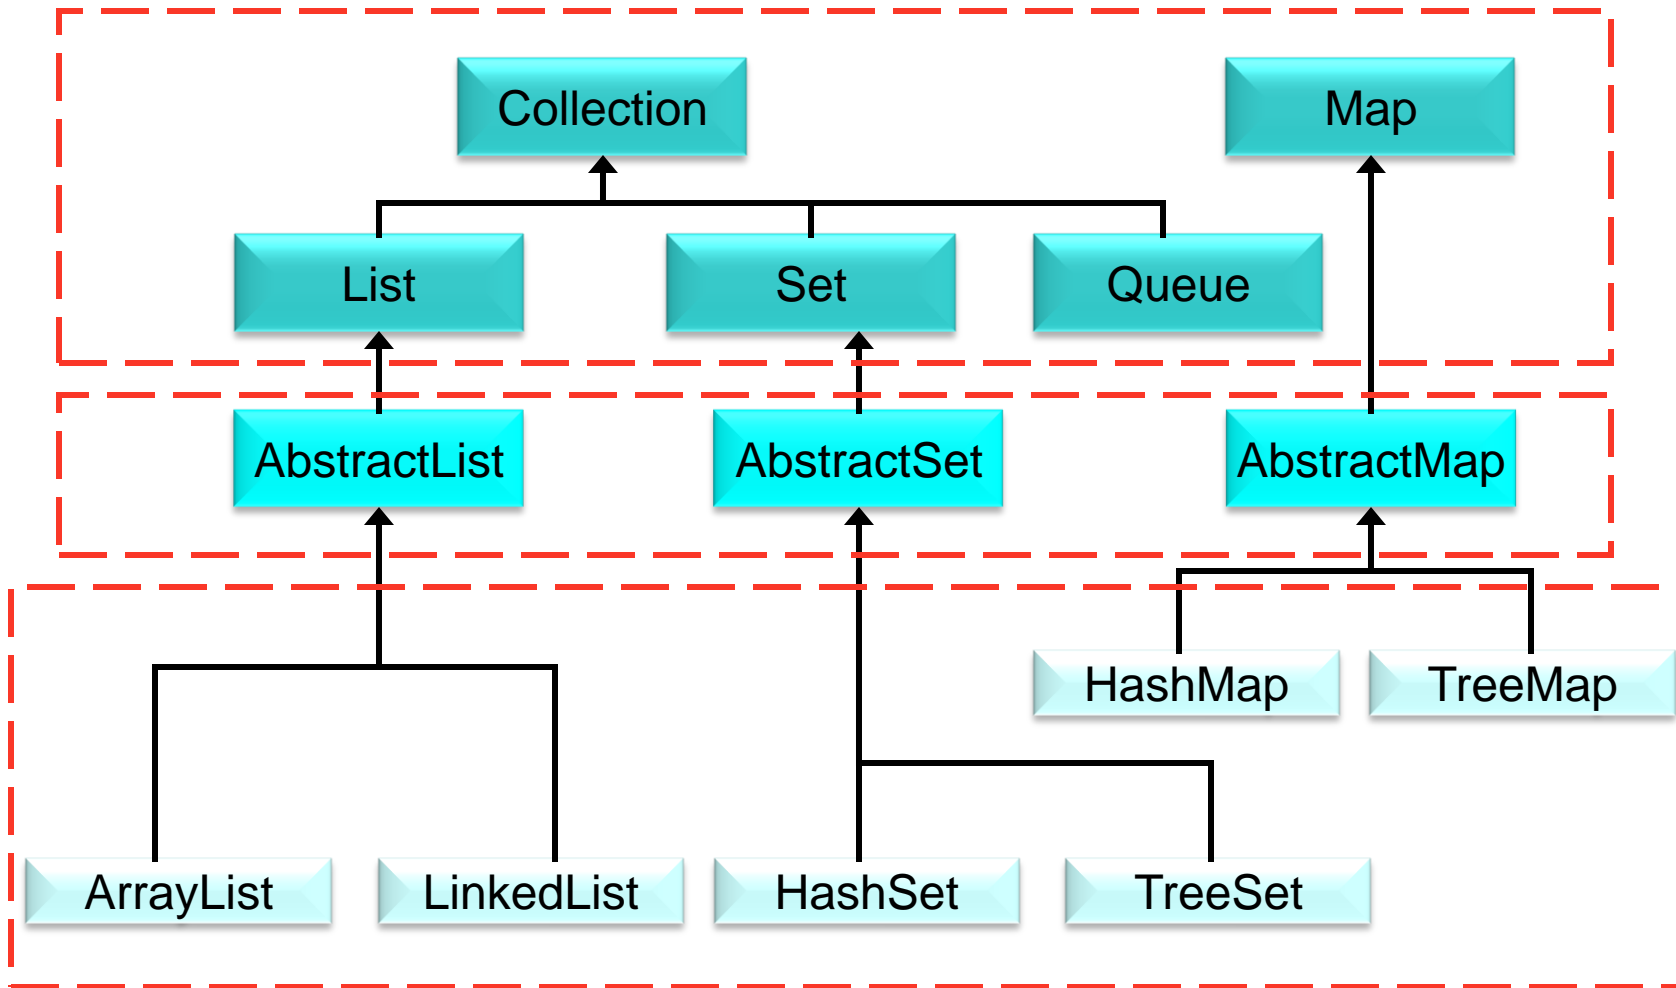 Collection
Map
List
Set
Queue
AbstractList
AbstractSet
AbstractMap
HashMap
TreeMap
ArrayList
LinkedList
HashSet
TreeSet